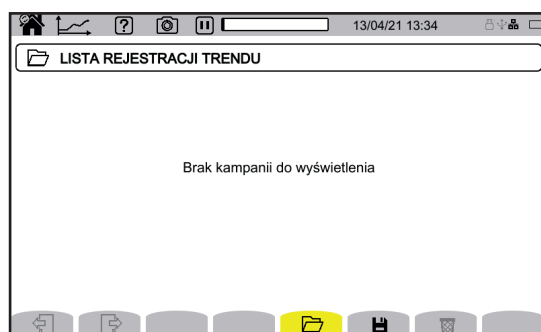 13/04/21 13:34
LISTA REJESTRACJI TRENDU
Brak kampanii do wyświetlenia